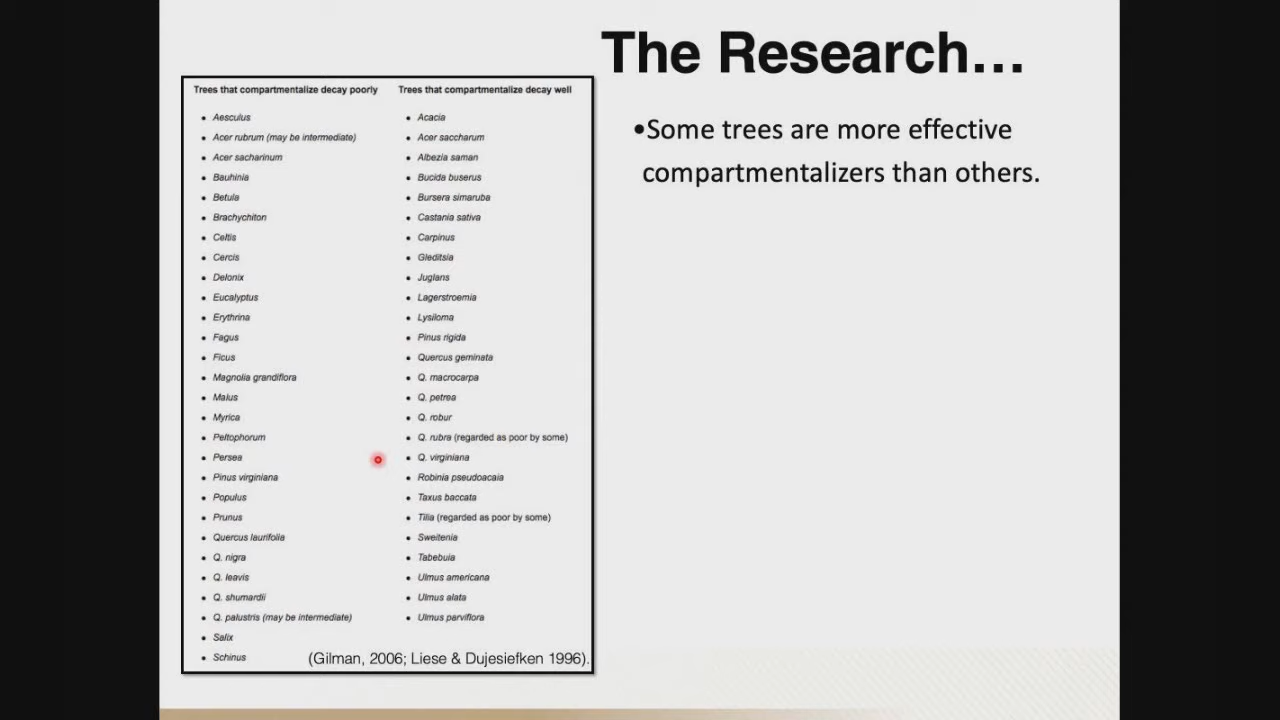 The Research...
Trees that compartmentalize decay poorly
• Aesculus
• Acer rubrum (may be intermediate)
• Acer sacharinum
• Bauhinia
• Betula
• Brachychiton
• Celtis
• Cercis
• Delonix
• Eucalyptus
• Erythrina
• Fagus
• Ficus
• Magnolia grandiflora
• Malus
• Myrica
• Peltophorum
• Persea
• Pinus virginiana
• Populus
• Prunus
• Quercus laurifolia
• Q. nigra
• Q. leavis
• Q. shumardii
• Q. palustris (may be intermediate)
• Salix
• Schinus
Trees that compartmentalize decay well
• Acacia
• Acer saccharum
• Albezia saman
• Bucida buserus
• Bursera simaruba
• Castania sativa
• Carpinus
• Gleditsia
• Juglans
• Lagerstroemia
• Lysiloma
• Pinus rigida
• Quercus geminata
• Q. macrocarpa
• Q. petrea
• Q. robur
• Q. rubra (regarded as poor by some)
• Q. virginiana
• Robinia pseudoacaia
• Taxus baccata
• Tilia (regarded as poor by some)
• Sweitenia
• Tabebuia
• Ulmus americana
• Ulmus alata
• Ulmus parviflora
(Gilman, 2006; Liese & Dujesiefken 1996).
•Some trees are more effective
compartmentalizers than others.